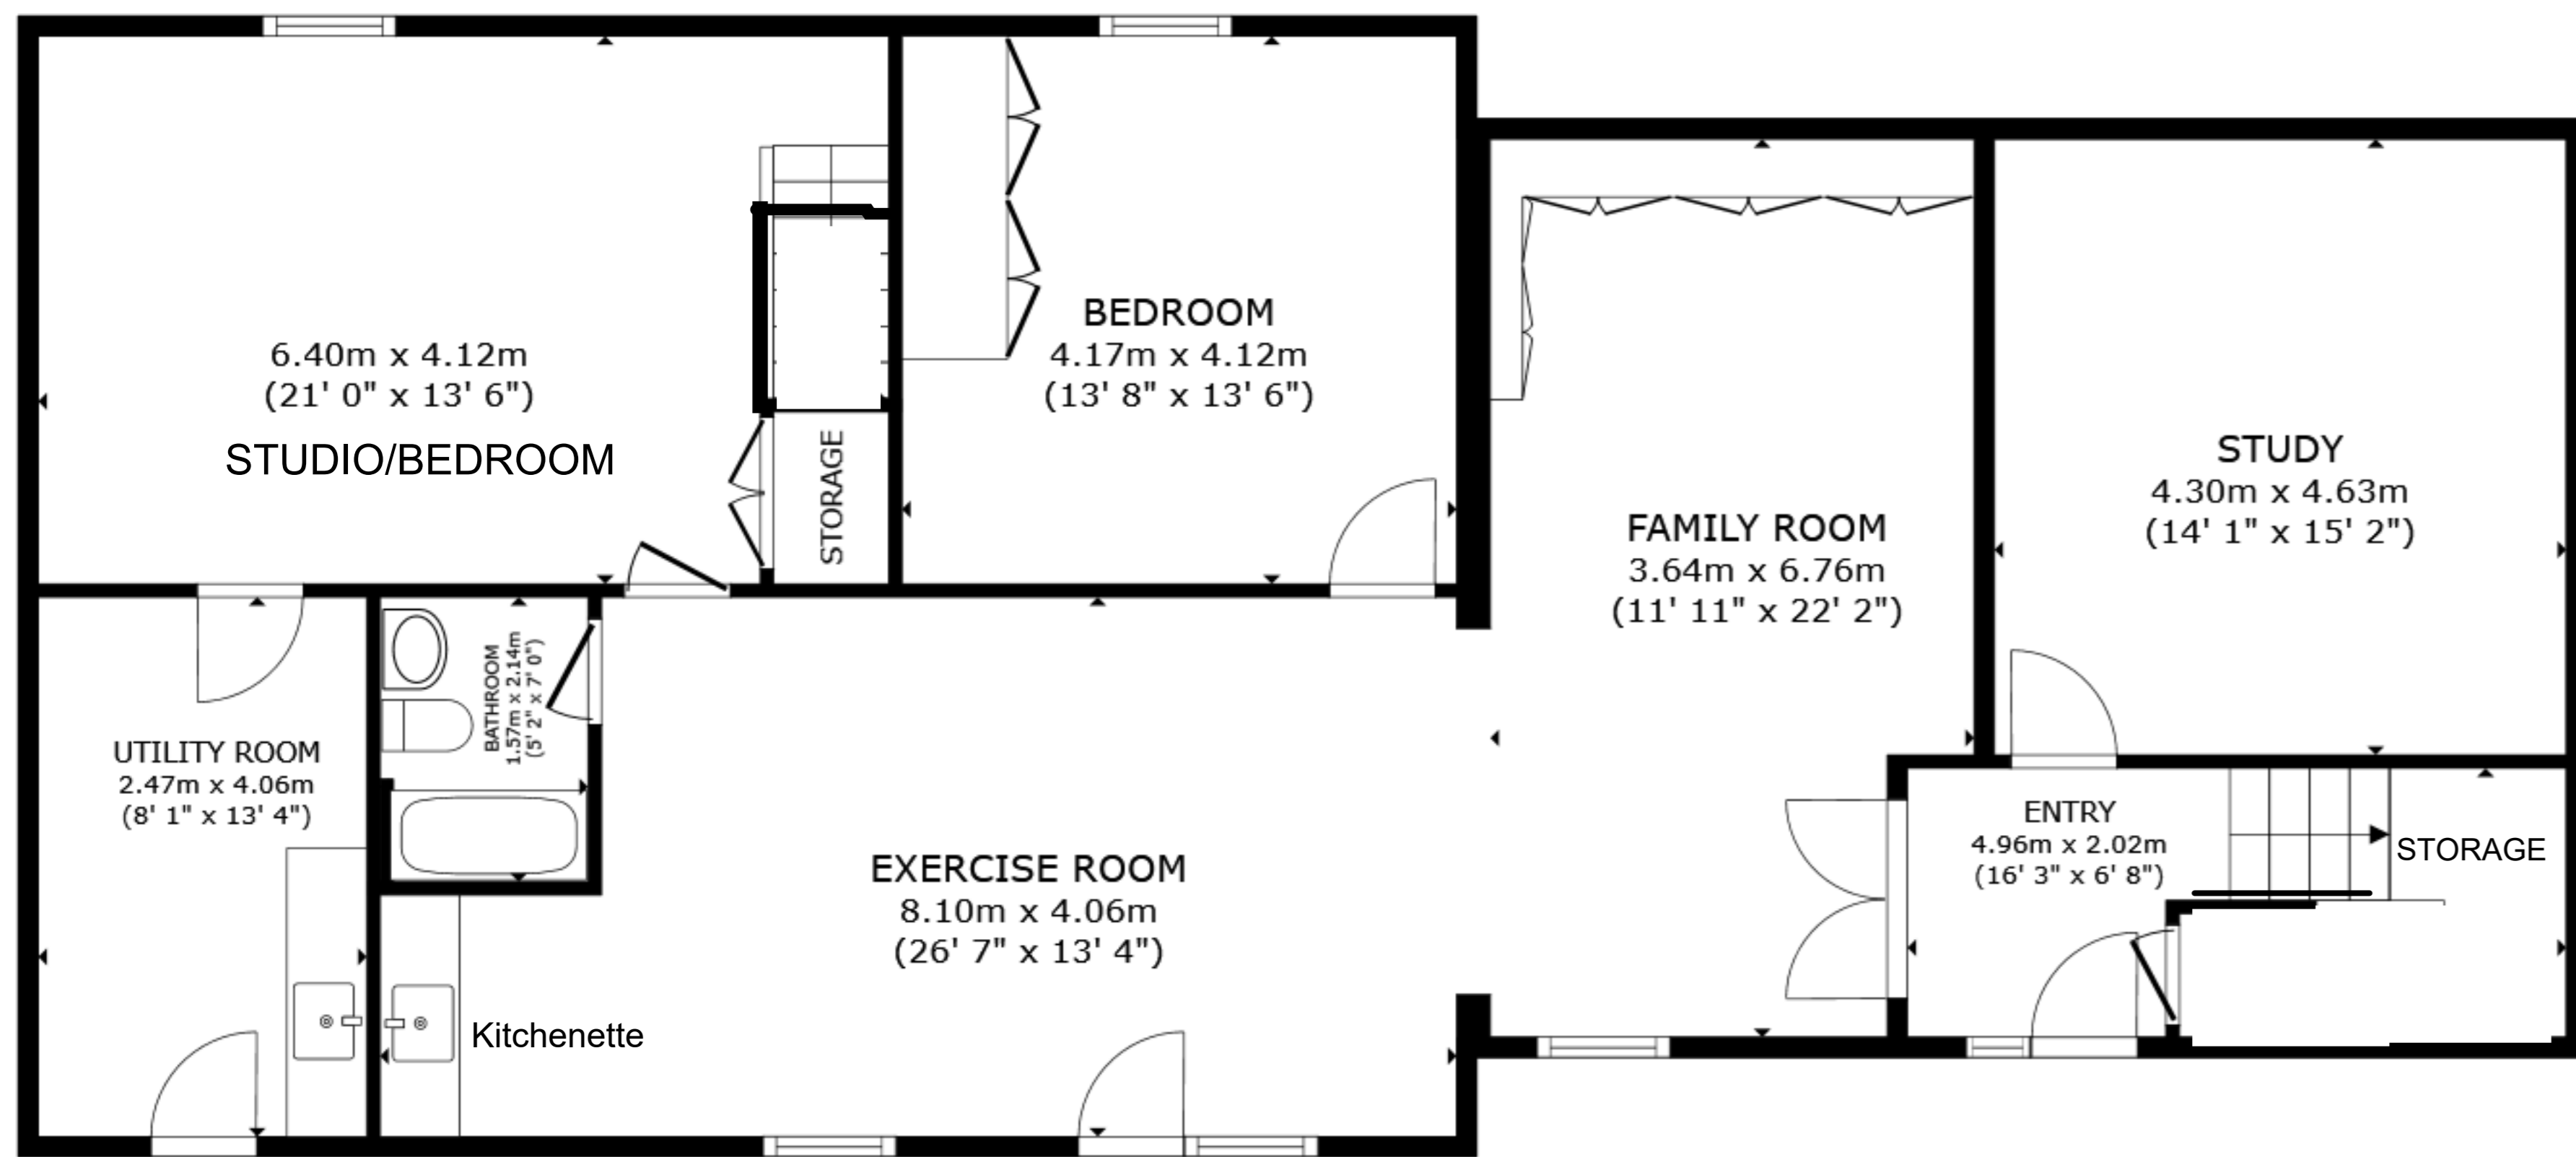 6.40m x 4.12m
(21' 0" x 13' 6")
STUDIO/BEDROOM
STORAGE
BEDROOM
4.17m x 4.12m
(13' 8" x 13' 6")
FAMILY ROOM
3.64m x 6.76m
(11' 11" x 22' 2")
STUDY
4.30m x 4.63m
(14' 1" x 15' 2")
UTILITY ROOM
2.47m x 4.06m
(8' 1" x 13' 4")
BATHROOM
1.57m x 2.14m
(5' 2" x 7' 0")
EXERCISE ROOM
8.10m x 4.06m
(26' 7" x 13' 4")
Kitchenette
ENTRY
4.96m x 2.02m
(16' 3" x 6' 8")
STORAGE